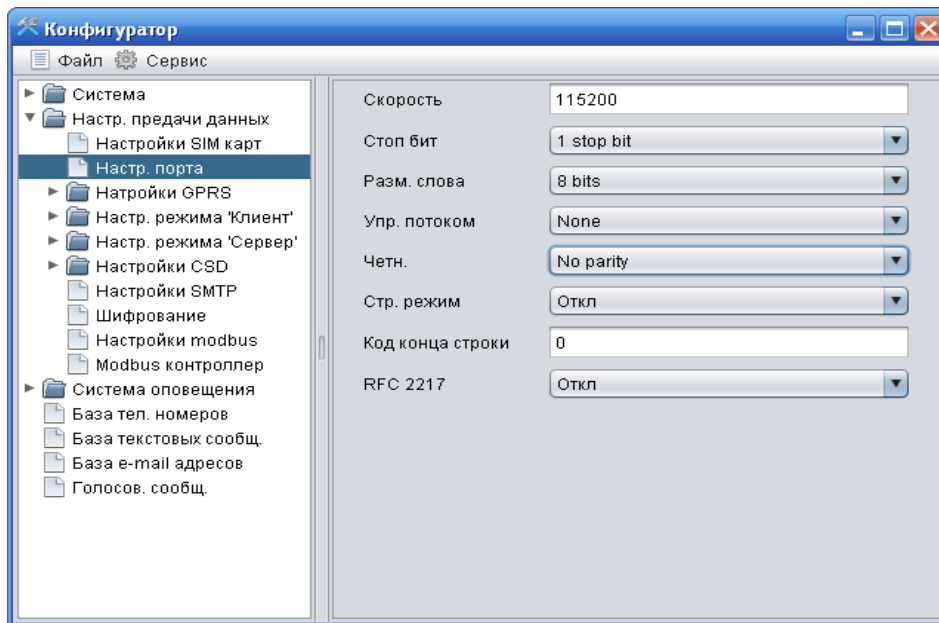 Конфигуратор
Файл Сервис
Система
Настр. предачи данных
Настройки SIM карт
Настр. порта
Натройки GPRS
Настр. режима 'Клиент'
Настр. режима 'Сервер'
Настройки CSD
Настройки SMTP
Шифрование
Настройки modbus
Modbus контроллер
Система оповещения
База тел. номеров
База текстовых сообщ.
База e-mail адресов
Голосов. сообщ.
Скорость 115200
Стоп бит 1 stop bit
Разм. слова 8 bits
Упр. потоком None
Четн. No parity
Стр. режим Откл
Код конца строки 0
RFC 2217 Откл